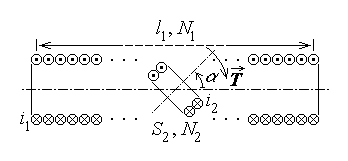 l₁, N₁
α T⃗
i₁ i₂
S₂, N₂